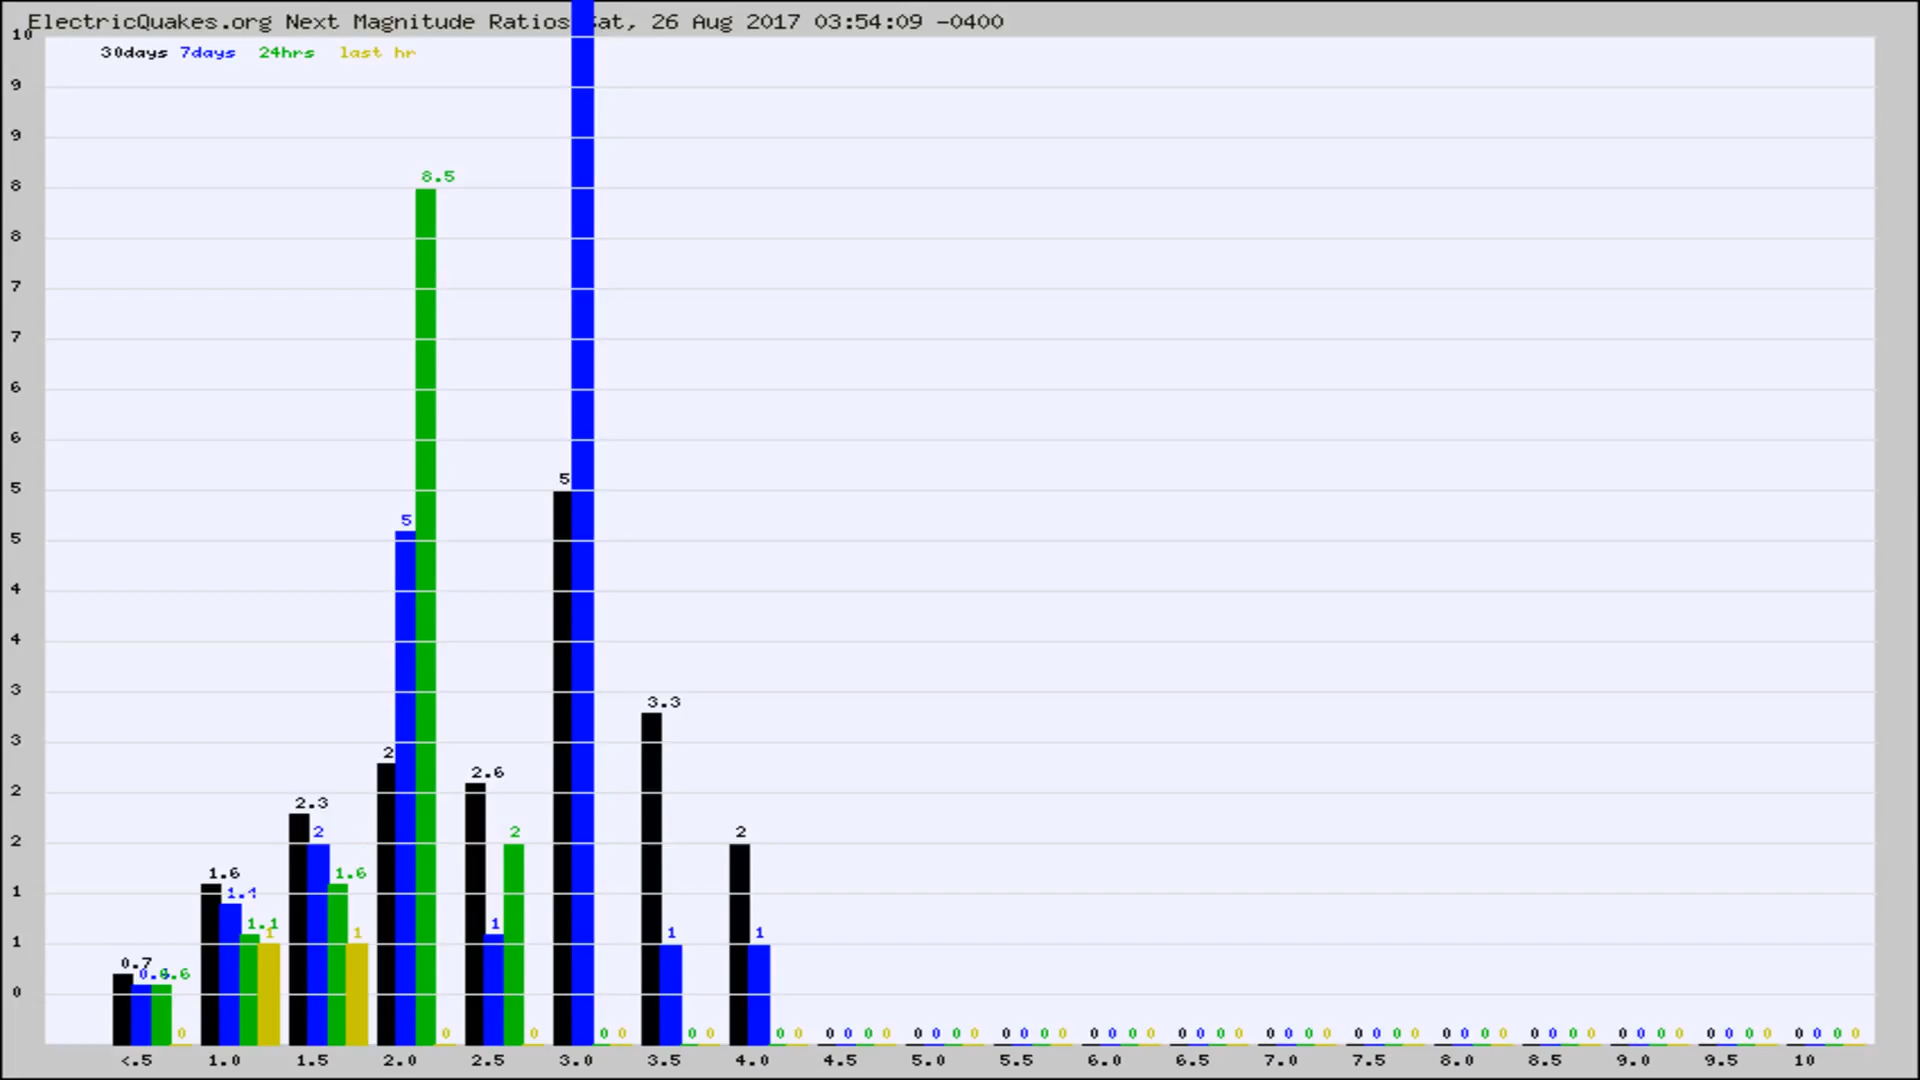 ElectricQuakes.org Next Magnitude Ratios Sat, 26 Aug 2017 03:54:09 -0400
30days 7days 24hrs last hr
10
9
9
8
8
7
7
6
6
5
5
4
4
3
3
2
2
1
1
0
0.7 0.6 0
1.6 1.4 1.1 1
2.3 2 1.6 1
2 5 8.5 0
2.6 1 2 0
5 0 0
3.3 1 0 0
2 1 0 0
0 0 0 0
0 0 0 0
0 0 0 0
0 0 0 0
0 0 0 0
0 0 0 0
0 0 0 0
0 0 0 0
0 0 0 0
0 0 0 0
0 0 0 0
0 0 0 0
<.5 1.0 1.5 2.0 2.5 3.0 3.5 4.0 4.5 5.0 5.5 6.0 6.5 7.0 7.5 8.0 8.5 9.0 9.5 10